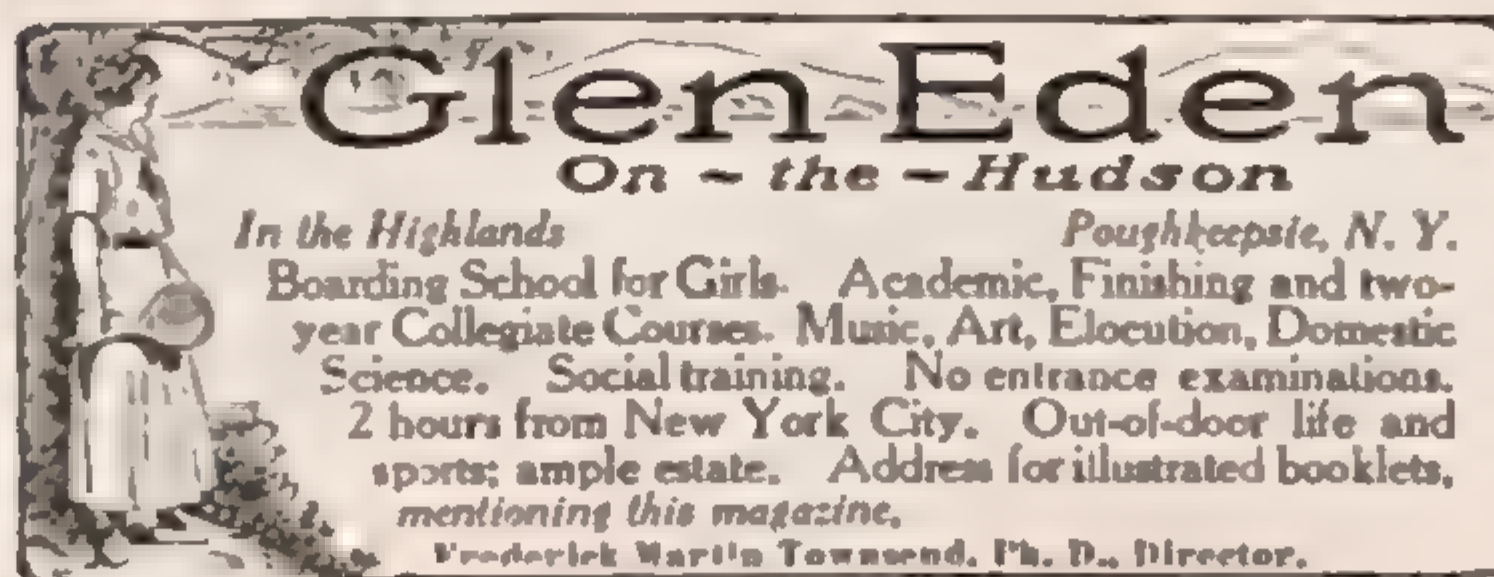 Glen Eden
On ~ the ~ Hudson
In the Highlands Poughkeepsie, N. Y.
Boarding School for Girls. Academic, Finishing and two-
year Collegiate Courses. Music, Art, Elocution, Domestic
Science. Social training. No entrance examinations.
2 hours from New York City. Out-of-door life and
sports; ample estate. Address for illustrated booklets,
mentioning this magazine,
Frederick Martin Townsend, Ph. D., Director.